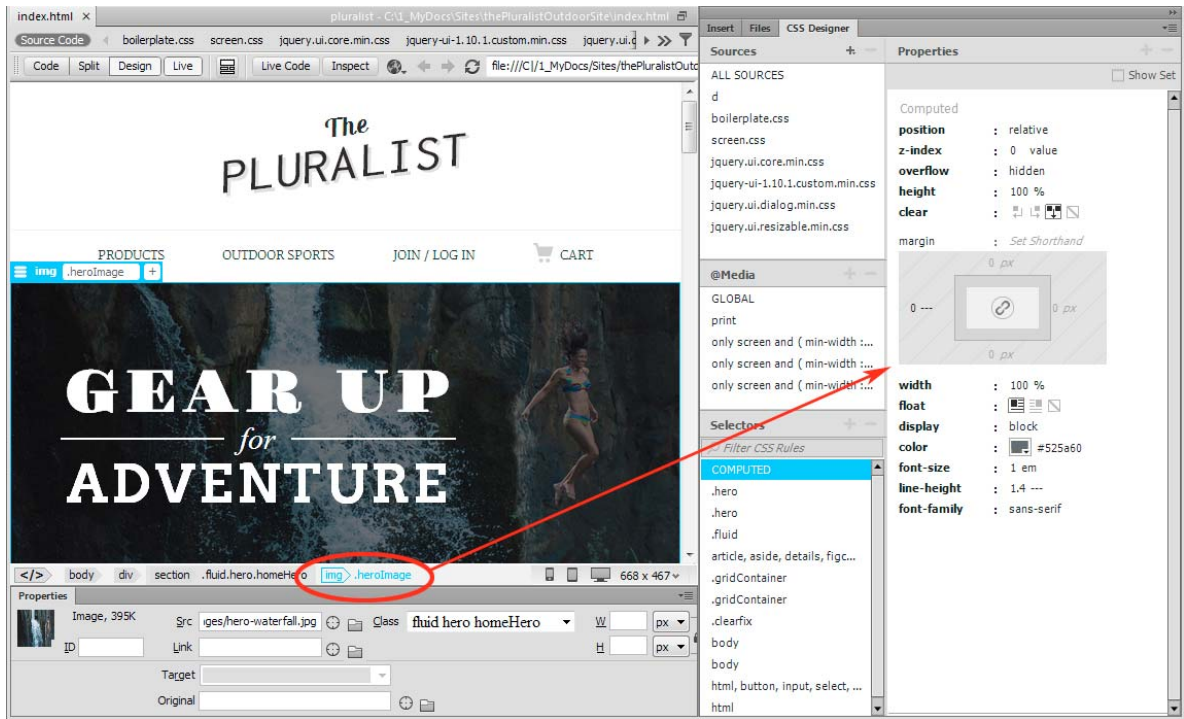 index.html ×
pluralist - C:\1_MyDocs\Sites\thePluralistOutdoorSite\index.html
Source Code boilerplate.css screen.css jquery.ui.core.min.css jquery-ui-1.10.1.custom.min.css jquery.ui.d
Code Split Design Live Live Code Inspect file:///C|/1_MyDocs/Sites/thePluralistOutdo
The
PLURALIST
PRODUCTS OUTDOOR SPORTS JOIN / LOG IN CART
img .heroImage +
GEAR UP
for
ADVENTURE
</> body div section .fluid.hero.homeHero img .heroImage 668 x 467
Properties
Image, 395K Src ages/hero-waterfall.jpg Class fluid hero homeHero W px
ID Link H px
Target
Original
Insert Files CSS Designer
Sources
ALL SOURCES
d
boilerplate.css
screen.css
jquery.ui.core.min.css
jquery-ui-1.10.1.custom.min.css
jquery.ui.dialog.min.css
jquery.ui.resizable.min.css
@Media
GLOBAL
print
only screen and ( min-width :...
only screen and ( min-width :...
only screen and ( min-width :...
Selectors
Filter CSS Rules
COMPUTED
.hero
.hero
.fluid
article, aside, details, figc...
.gridContainer
.gridContainer
.clearfix
body
body
html, button, input, select, ...
html
Properties
Show Set
Computed
position : relative
z-index : 0 value
overflow : hidden
height : 100 %
clear :
margin : Set Shorthand
0 px
0 --- 0 px
0 px
width : 100 %
float :
display : block
color : #525a60
font-size : 1 em
line-height : 1.4 ---
font-family : sans-serif